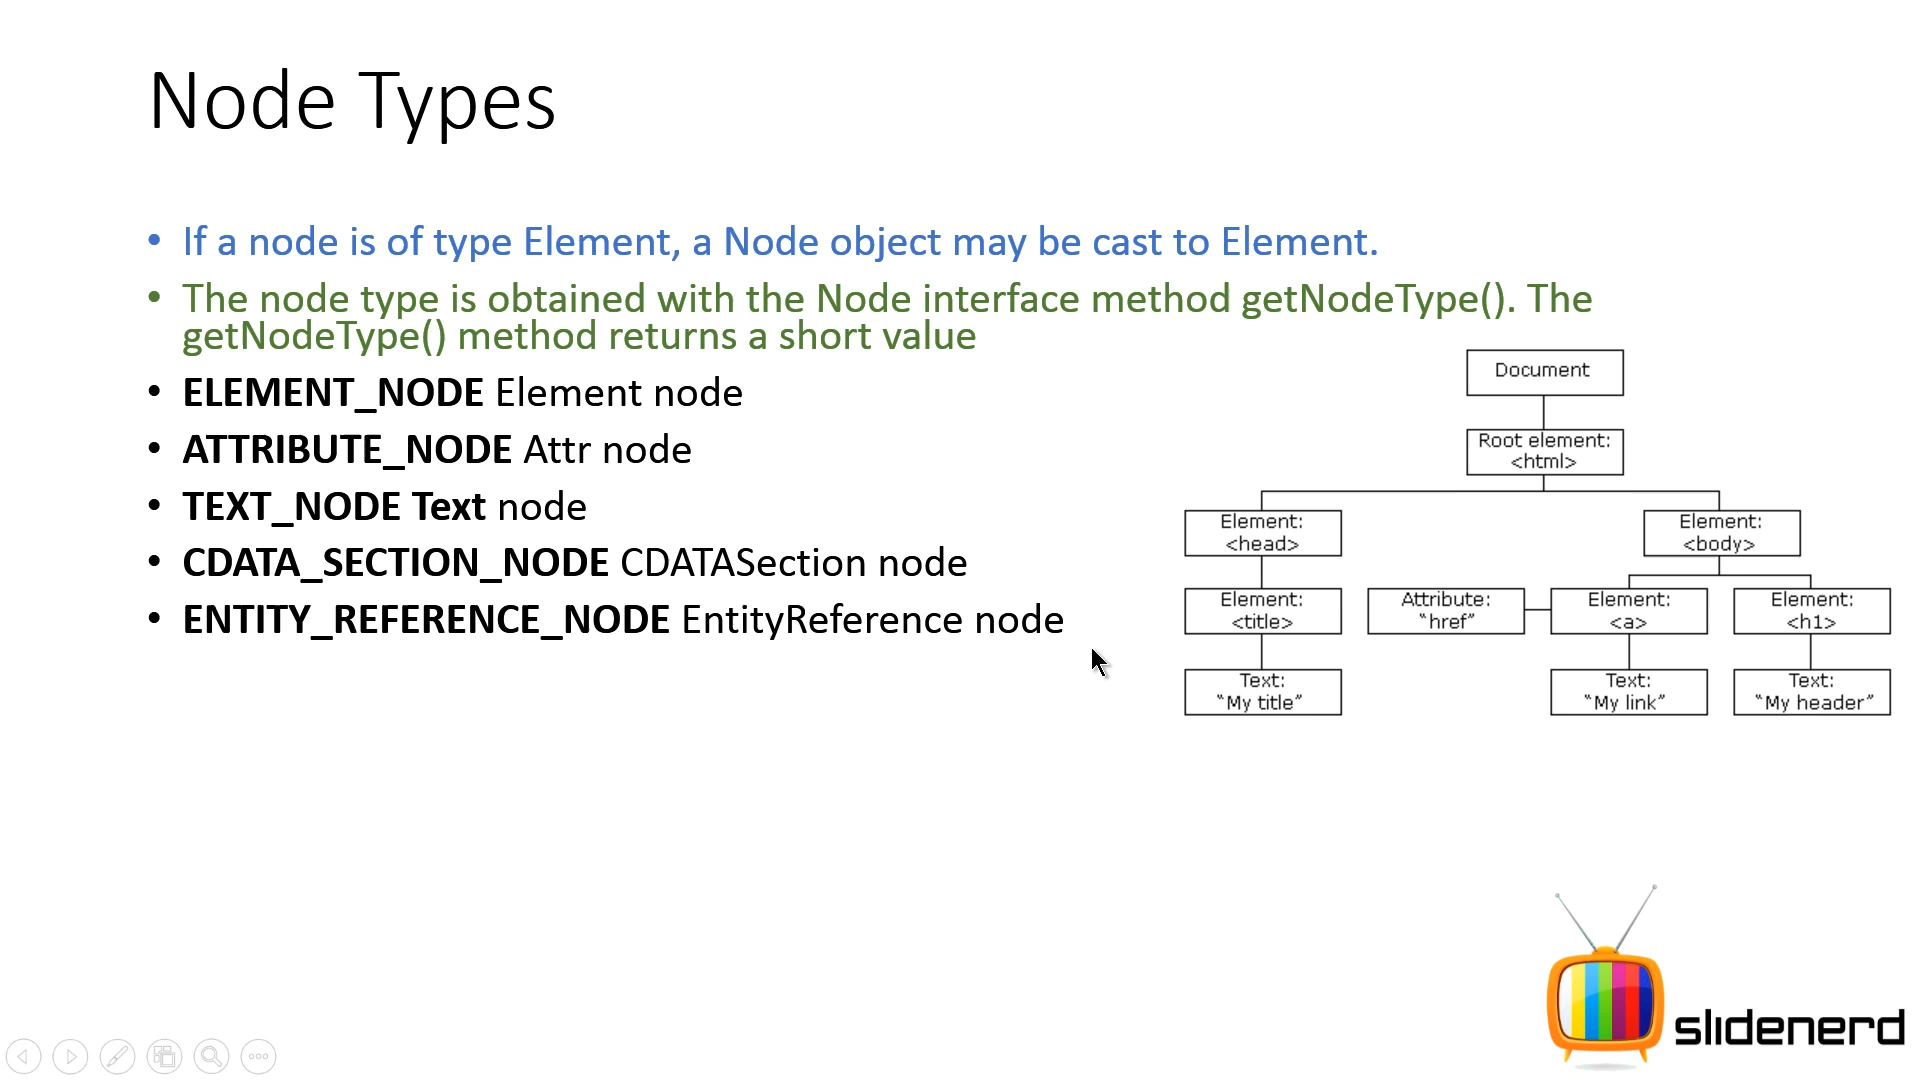 Node Types
• If a node is of type Element, a Node object may be cast to Element.
• The node type is obtained with the Node interface method getNodeType(). The
getNodeType() method returns a short value
• ELEMENT_NODE Element node
• ATTRIBUTE_NODE Attr node
• TEXT_NODE Text node
• CDATA_SECTION_NODE CDATASection node
• ENTITY_REFERENCE_NODE EntityReference node
Document
Root element:
<html>
Element:
<head>
Element:
<body>
Element:
<title>
Attribute:
“href”
Element:
<a>
Element:
<h1>
Text:
“My title”
Text:
“My link”
Text:
“My header”
slidenerd